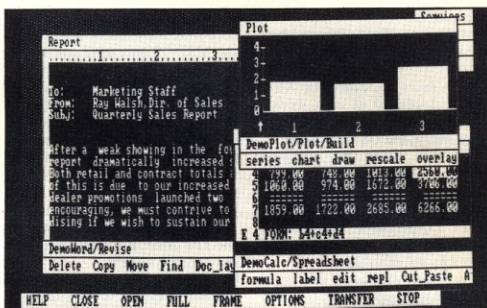 Services
Report
.........1.........2.........3.
To: Marketing Staff
From: Ray Walsh,Dir. of Sales
Subj: Quarterly Sales Report
After a weak showing in the fou
report dramatically increased s
Both retail and contract totals a
of this is due to our increased
dealer promotions launched two
encouraging, we must contrive to
dising if we wish to sustain our
DemoWord/Revise
Delete Copy Move Find Doc_lay
Plot
4-
3-
2-
1-
0
1 2 3
DemoPlot/Plot/Build
series chart draw rescale overlay
4 799.00 748.00 1013.00 2560.00
5 1060.00 974.00 1672.00 3706.00
6 ====== ====== ====== ======
7 1859.00 1722.00 2685.00 6266.00
8
E 4 FORM: b4+c4+d4
DemoCalc/Spreadsheet
formula label edit repl Cut_Paste A
HELP CLOSE OPEN FULL FRAME OPTIONS TRANSFER STOP